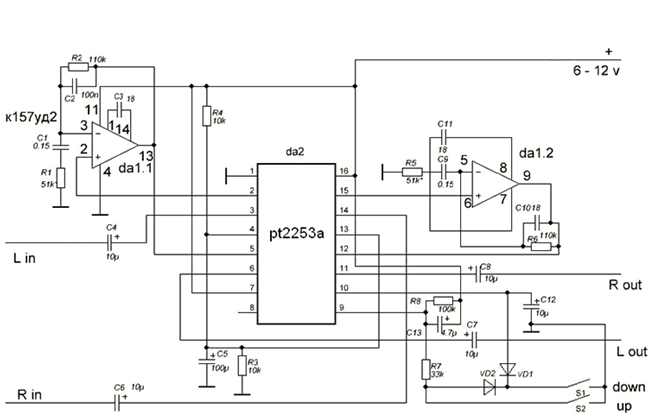 R2 110k
+
6 - 12 v
C2 100n
C3 18
11
1
14
к157уд2
3
2
13
4
da1.1
C1
0.15
R1
51k
R4
10k
da2
pt2253a
1
2
3
4
5
6
7
8
16
15
14
13
12
11
10
9
C11
18
da1.2
R5
51k*
C9
0.15
5
6
8
7
9
C10 18
R6 110k
C4
10µ
L in
C8
10µ
R out
R8
100k
C13
4.7µ
C12
10µ
C7
10µ
L out
C5
100µ
R3
10k
R7
33k
VD2
VD1
S1
down
S2
up
C6 10µ
R in